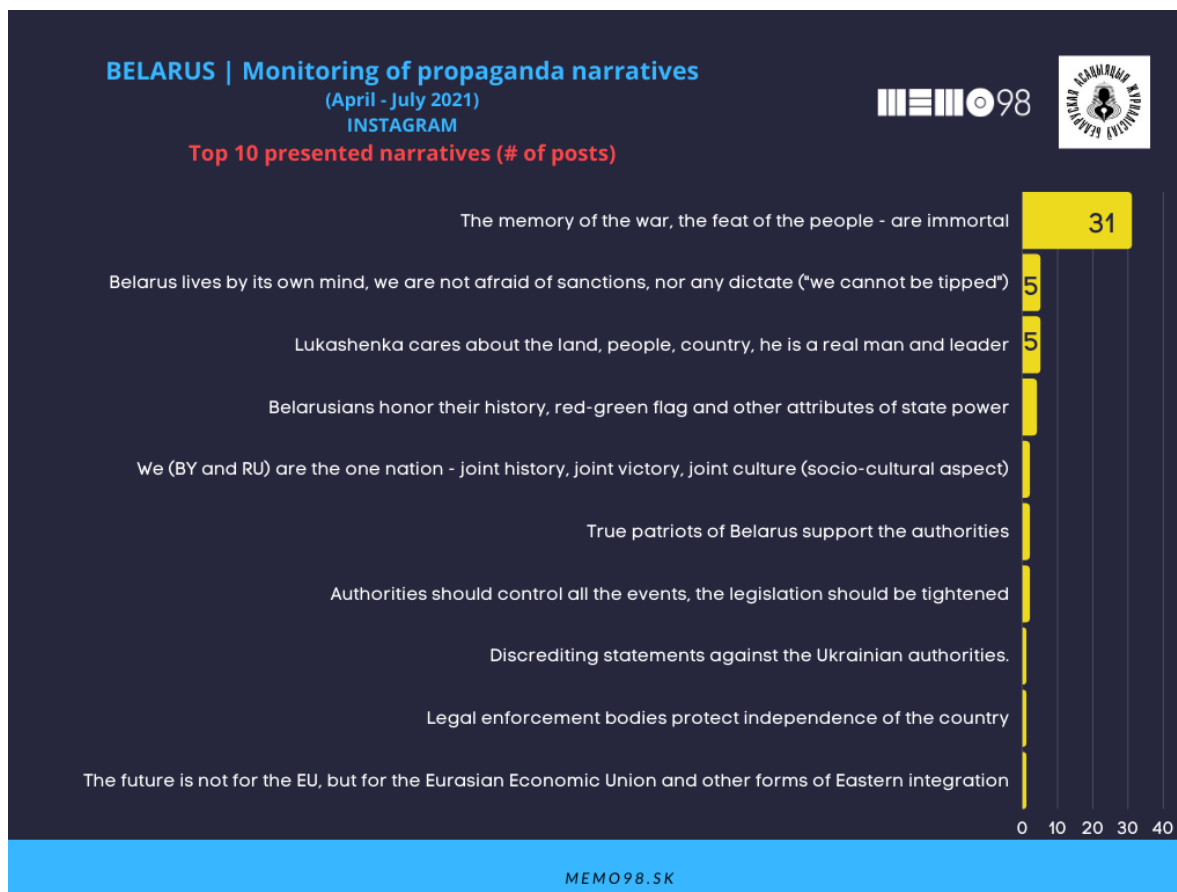 BELARUS | Monitoring of propaganda narratives
(April - July 2021)
INSTAGRAM
Top 10 presented narratives (# of posts)
MEMO98
БЕЛАРУСКАЯ АСАЦЫЯЦЫЯ ЖУРНАЛІСТАЎ
The memory of the war, the feat of the people - are immortal
31
Belarus lives by its own mind, we are not afraid of sanctions, nor any dictate ("we cannot be tipped")
5
Lukashenka cares about the land, people, country, he is a real man and leader
5
Belarusians honor their history, red-green flag and other attributes of state power
We (BY and RU) are the one nation - joint history, joint victory, joint culture (socio-cultural aspect)
True patriots of Belarus support the authorities
Authorities should control all the events, the legislation should be tightened
Discrediting statements against the Ukrainian authorities.
Legal enforcement bodies protect independence of the country
The future is not for the EU, but for the Eurasian Economic Union and other forms of Eastern integration
0 10 20 30 40
MEMO98.SK